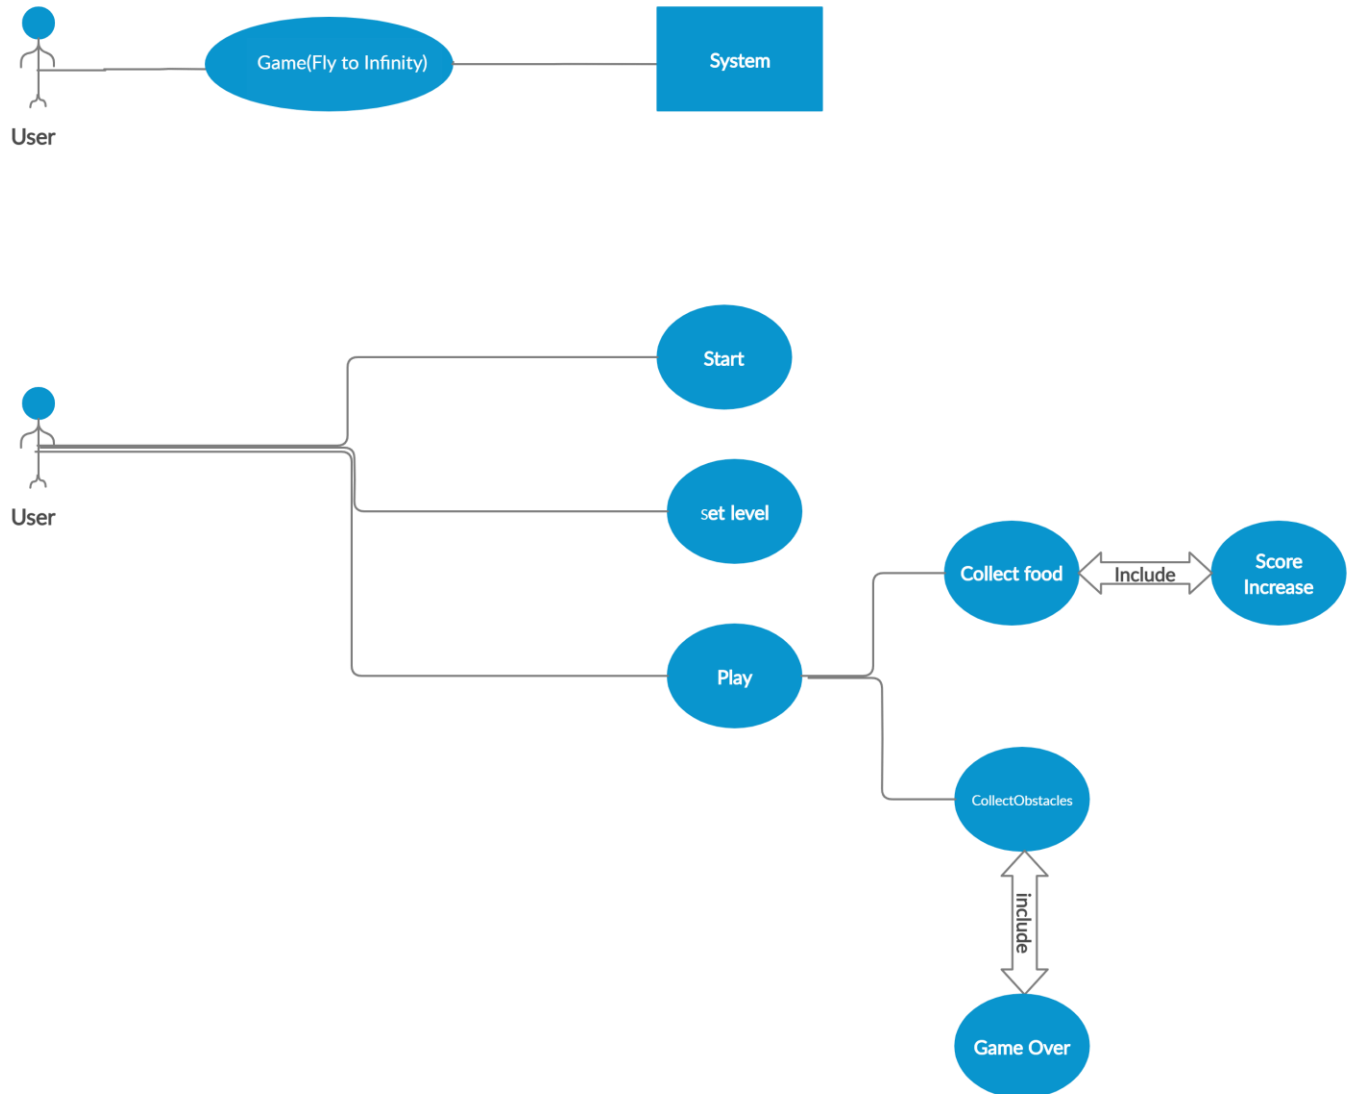 Game(Fly to Infinity)
System
User
Start
User
set level
Collect food
Include
Score
Increase
Play
CollectObstacles
include
Game Over